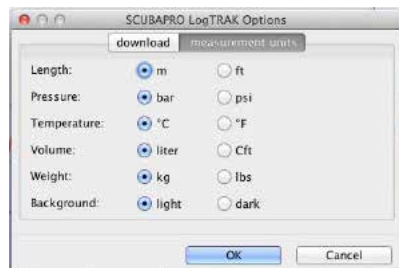 SCUBAPRO LogTRAK Options
download measurement units
Length: m ft
Pressure: bar psi
Temperature: °C °F
Volume: liter Cft
Weight: kg lbs
Background: light dark
OK Cancel